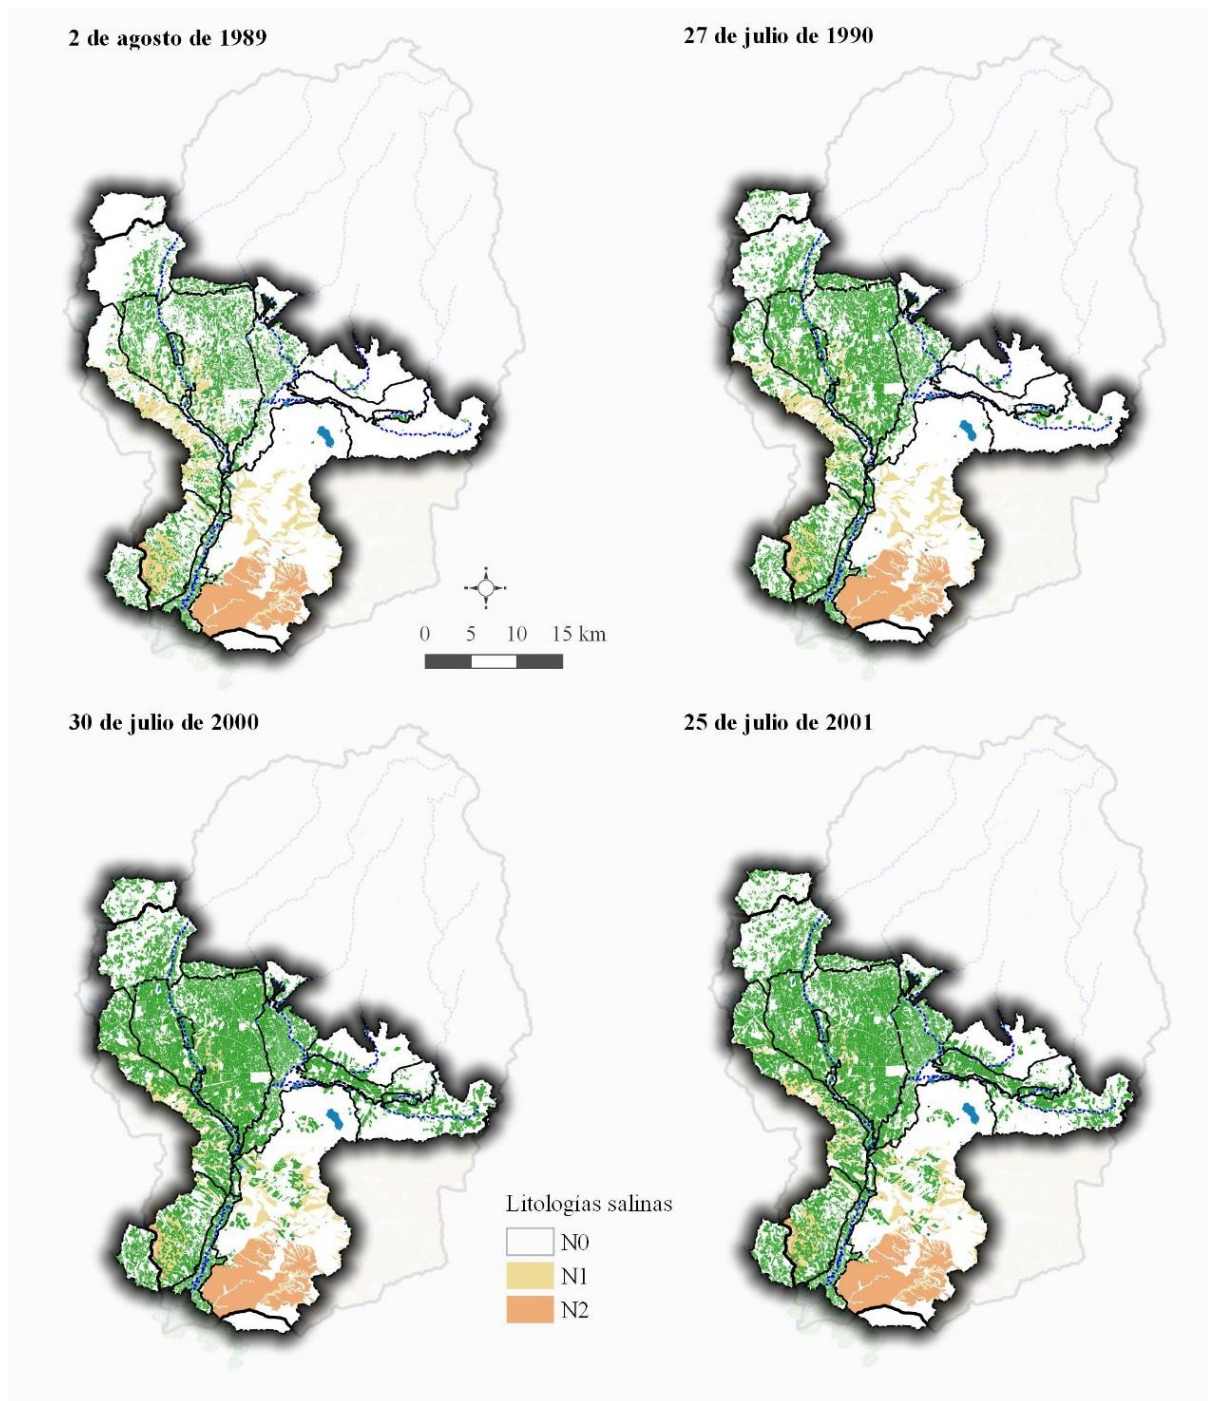 2 de agosto de 1989
27 de julio de 1990
0 5 10 15 km
30 de julio de 2000
25 de julio de 2001
Litologías salinas
N0
N1
N2